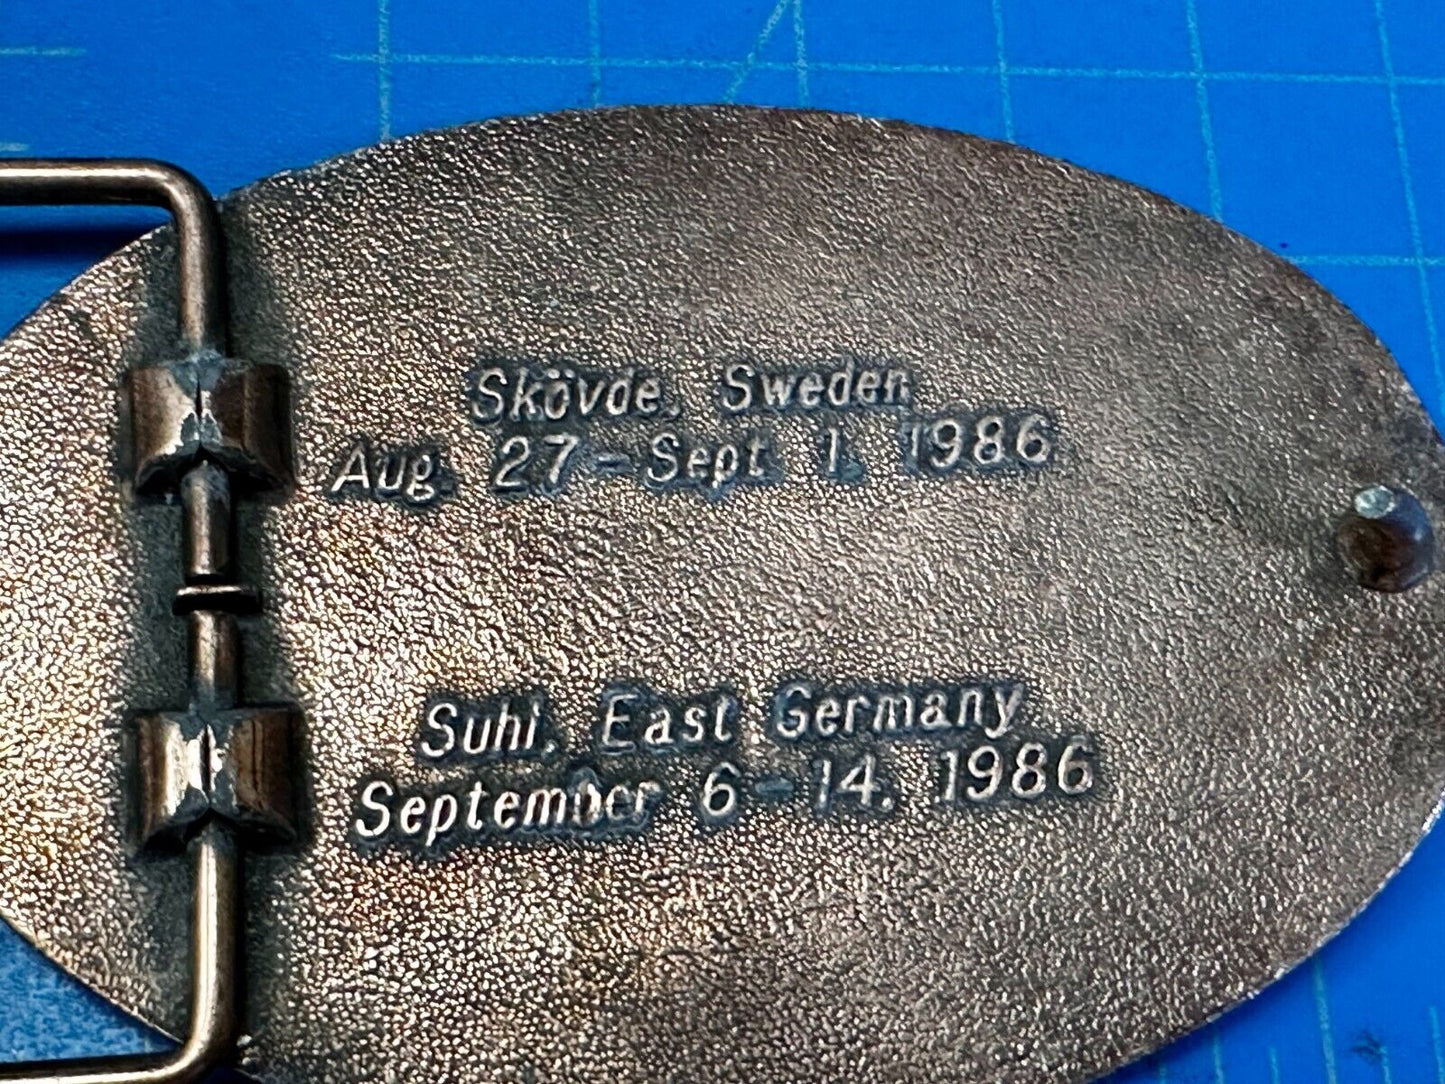 Skövde, Sweden
Aug. 27-Sept. 1, 1986
Suhl, East Germany
September 6-14, 1986